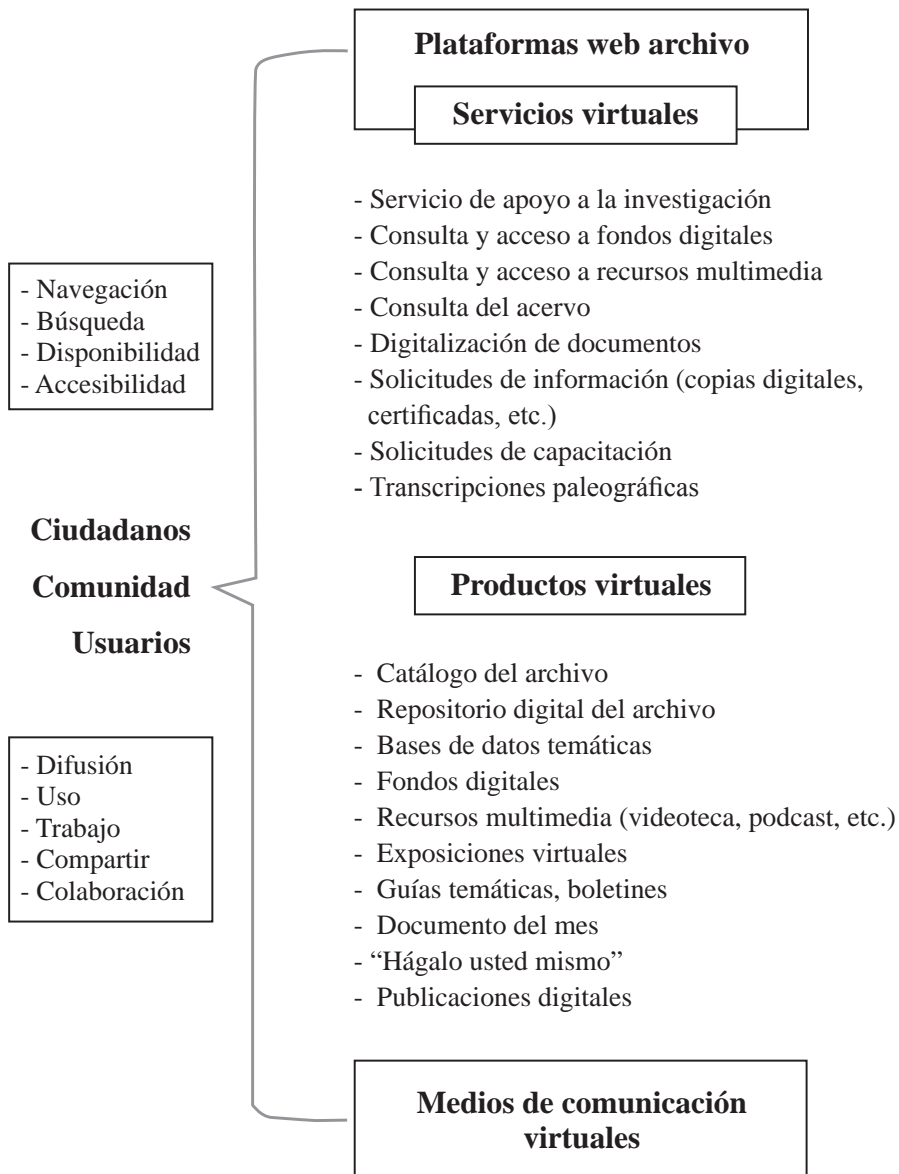 Plataformas web archivo
Servicios virtuales
- Servicio de apoyo a la investigación
- Consulta y acceso a fondos digitales
- Consulta y acceso a recursos multimedia
- Consulta del acervo
- Digitalización de documentos
- Solicitudes de información (copias digitales,
certificadas, etc.)
- Solicitudes de capacitación
- Transcripciones paleográficas
- Navegación
- Búsqueda
- Disponibilidad
- Accesibilidad
Ciudadanos
Comunidad
Usuarios
- Difusión
- Uso
- Trabajo
- Compartir
- Colaboración
Productos virtuales
- Catálogo del archivo
- Repositorio digital del archivo
- Bases de datos temáticas
- Fondos digitales
- Recursos multimedia (videoteca, podcast, etc.)
- Exposiciones virtuales
- Guías temáticas, boletines
- Documento del mes
- “Hágalo usted mismo”
- Publicaciones digitales
Medios de comunicación
virtuales